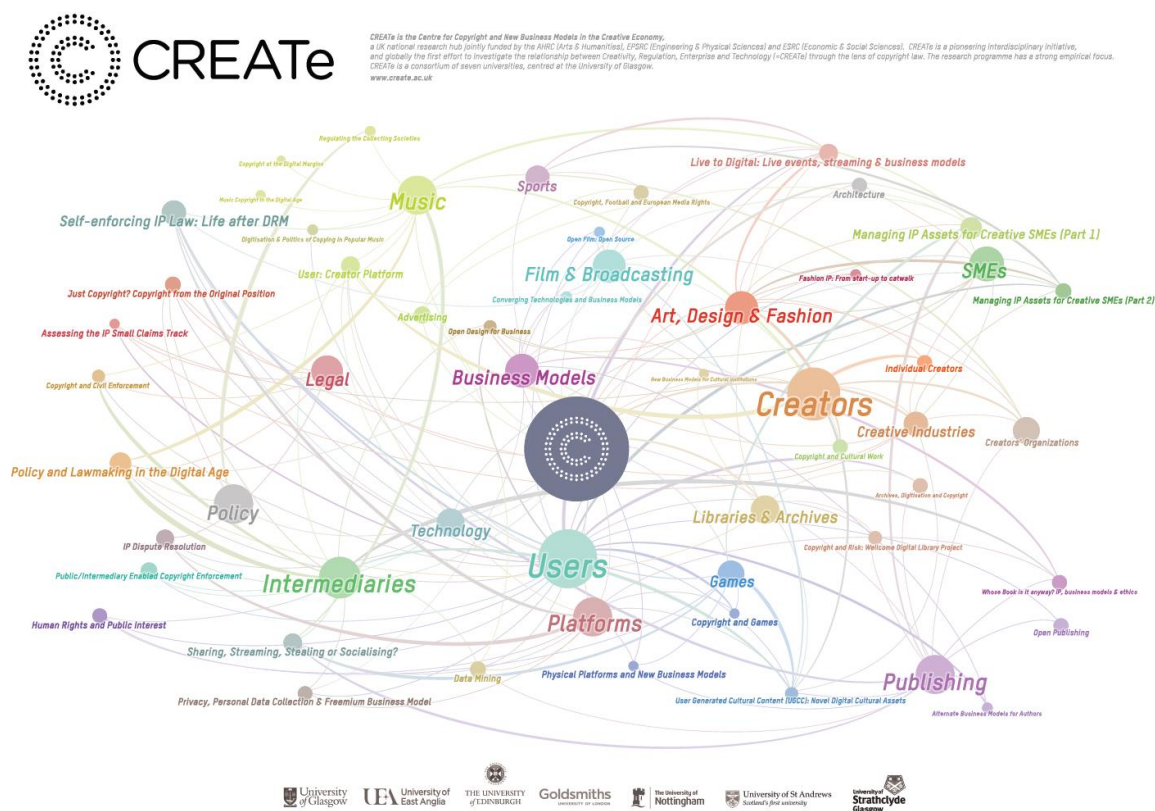 CREATe
CREATe is the Centre for Copyright and New Business Models in the Creative Economy,
a UK national research hub jointly funded by the AHRC (Arts & Humanities), EPSRC (Engineering & Physical Sciences) and ESRC (Economic & Social Sciences). CREATe is a pioneering interdisciplinary initiative,
and globally the first effort to investigate the relationship between Creativity, Regulation, Enterprise and Technology (=CREATe) through the lens of copyright law. The research programme has a strong empirical focus.
CREATe is a consortium of seven universities, centred at the University of Glasgow.
www.create.ac.uk
Regulating the Collecting Societies
Copyright at the Digital Margins
Live to Digital: Live events, streaming & business models
Sports
Architecture
Music Copyright in the Digital Age
Music
Copyright, Football and European Media Rights
Self-enforcing IP Law: Life after DRM
Managing IP Assets for Creative SMEs (Part 1)
Digitisation & Politics of Copying in Popular Music
Open Film: Open Source
User: Creator Platform
Film & Broadcasting
Fashion IP: From start-up to catwalk
SMEs
Just Copyright? Copyright from the Original Position
Converging Technologies and Business Models
Managing IP Assets for Creative SMEs (Part 2)
Advertising
Art, Design & Fashion
Assessing the IP Small Claims Track
Open Design for Business
Individual Creators
Legal
Business Models
New Business Models for Cultural Institutions
Copyright and Civil Enforcement
Creators
Creative Industries
Creators' Organizations
Copyright and Cultural Work
Policy and Lawmaking in the Digital Age
Archives, Digitisation and Copyright
Policy
Technology
Libraries & Archives
IP Dispute Resolution
Copyright and Risk: Wellcome Digital Library Project
Users
Public/Intermediary Enabled Copyright Enforcement
Intermediaries
Games
Whose Book is it anyway? IP, business models & ethics
Human Rights and Public Interest
Platforms
Copyright and Games
Open Publishing
Sharing, Streaming, Stealing or Socialising?
Data Mining
Physical Platforms and New Business Models
Publishing
Privacy, Personal Data Collection & Freemium Business Model
User Generated Cultural Content (UGCC): Novel Digital Cultural Assets
Alternate Business Models for Authors
University of Glasgow
UEA University of East Anglia
THE UNIVERSITY of EDINBURGH
Goldsmiths
UNIVERSITY OF LONDON
The University of Nottingham
University of St Andrews
Scotland's first university
University of Strathclyde Glasgow